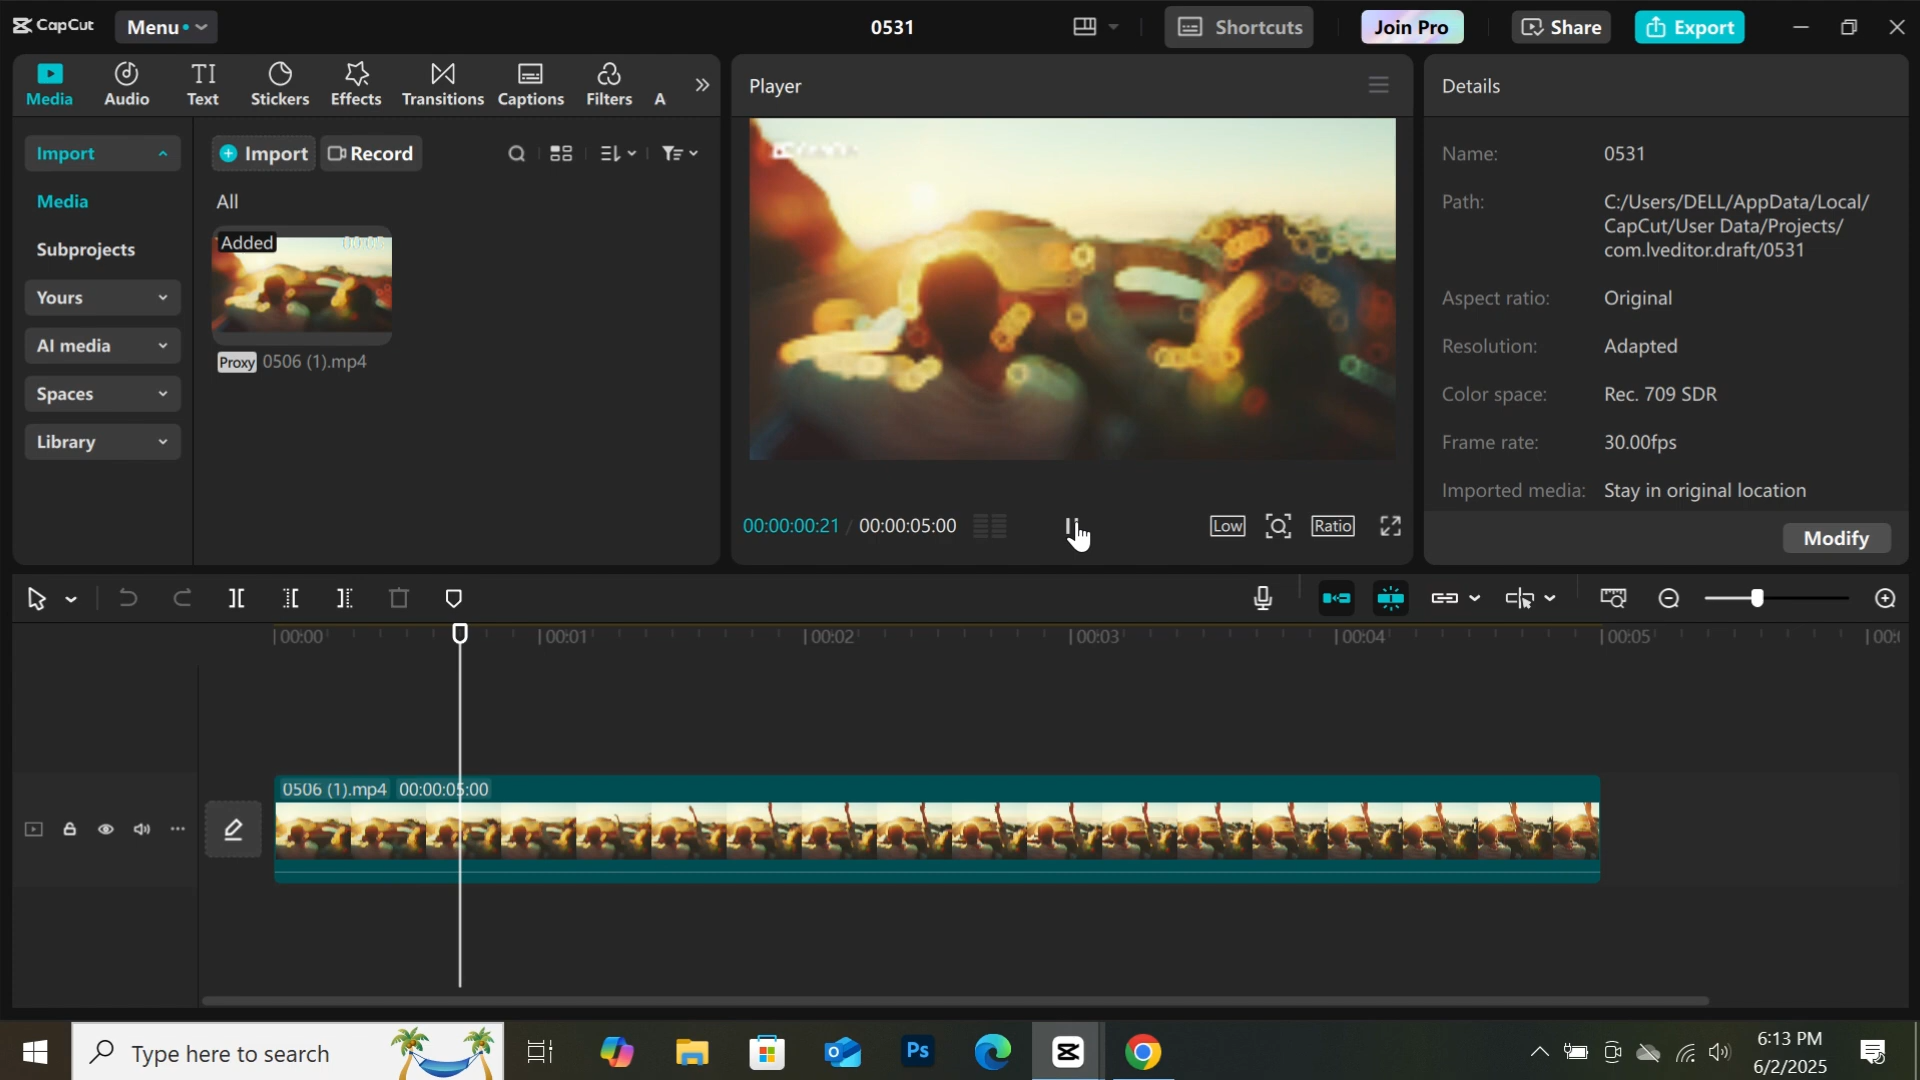 CapCut
Menu
0531
Shortcuts
Join Pro
Share
Export
Media
Audio
TI
Text
Stickers
Effects
Transitions
Captions
Filters
A
Player
Details
Import
Media
Subprojects
Yours
AI media
Spaces
Library
Import
Record
All
Added
00:05
Proxy 0506 (1).mp4
00:00:00:21 / 00:00:05:00
Low
Ratio
Name: 0531
Path: C:/Users/DELL/AppData/Local/
CapCut/User Data/Projects/
com.lveditor.draft/0531
Aspect ratio: Original
Resolution: Adapted
Color space: Rec. 709 SDR
Frame rate: 30.00fps
Imported media: Stay in original location
Modify
00:00
00:01
00:02
00:03
00:04
00:05
0506 (1).mp4 00:00:05:00
Type here to search
Ps
6:13 PM
6/2/2025